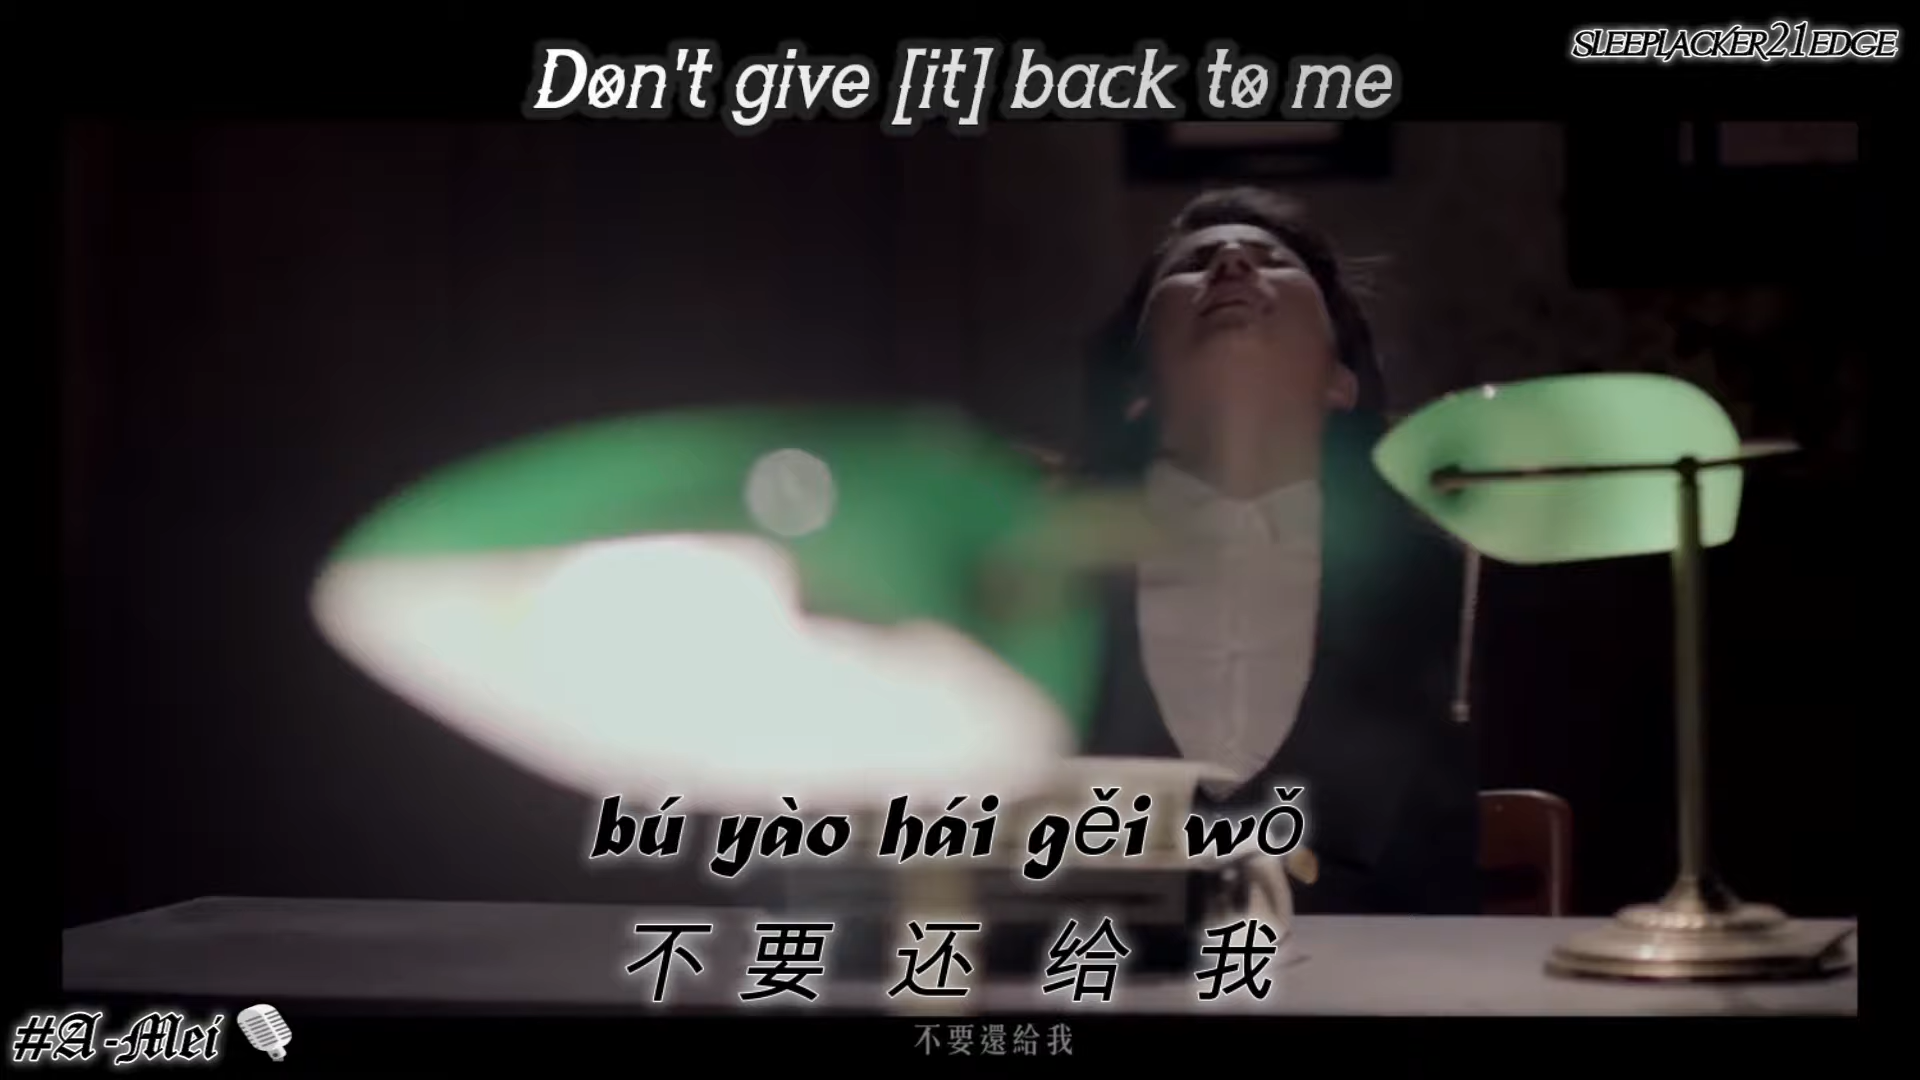 SLEEPLACKER21EDGE
Don't give [it] back to me
bú yào hái gěi wǒ
不 要 还 给 我
#A-Mei
不要還給我